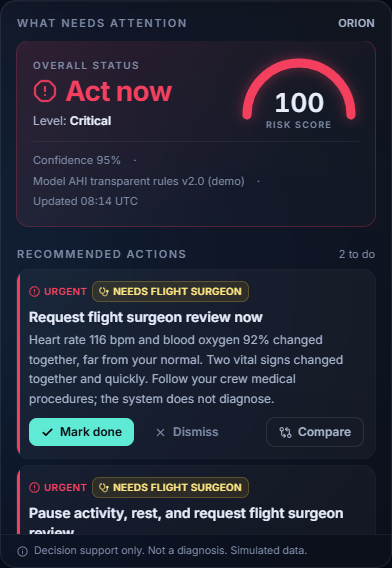 WHAT NEEDS ATTENTION ORION
OVERALL STATUS
Act now
Level: Critical
100
RISK SCORE
Confidence 95% ·
Model AHI transparent rules v2.0 (demo) ·
Updated 08:14 UTC
RECOMMENDED ACTIONS 2 to do
URGENT NEEDS FLIGHT SURGEON
Request flight surgeon review now
Heart rate 116 bpm and blood oxygen 92% changed
together, far from your normal. Two vital signs changed
together and quickly. Follow your crew medical
procedures; the system does not diagnose.
Mark done Dismiss Compare
URGENT NEEDS FLIGHT SURGEON
Pause activity, rest, and request flight surgeon
review
Decision support only. Not a diagnosis. Simulated data.